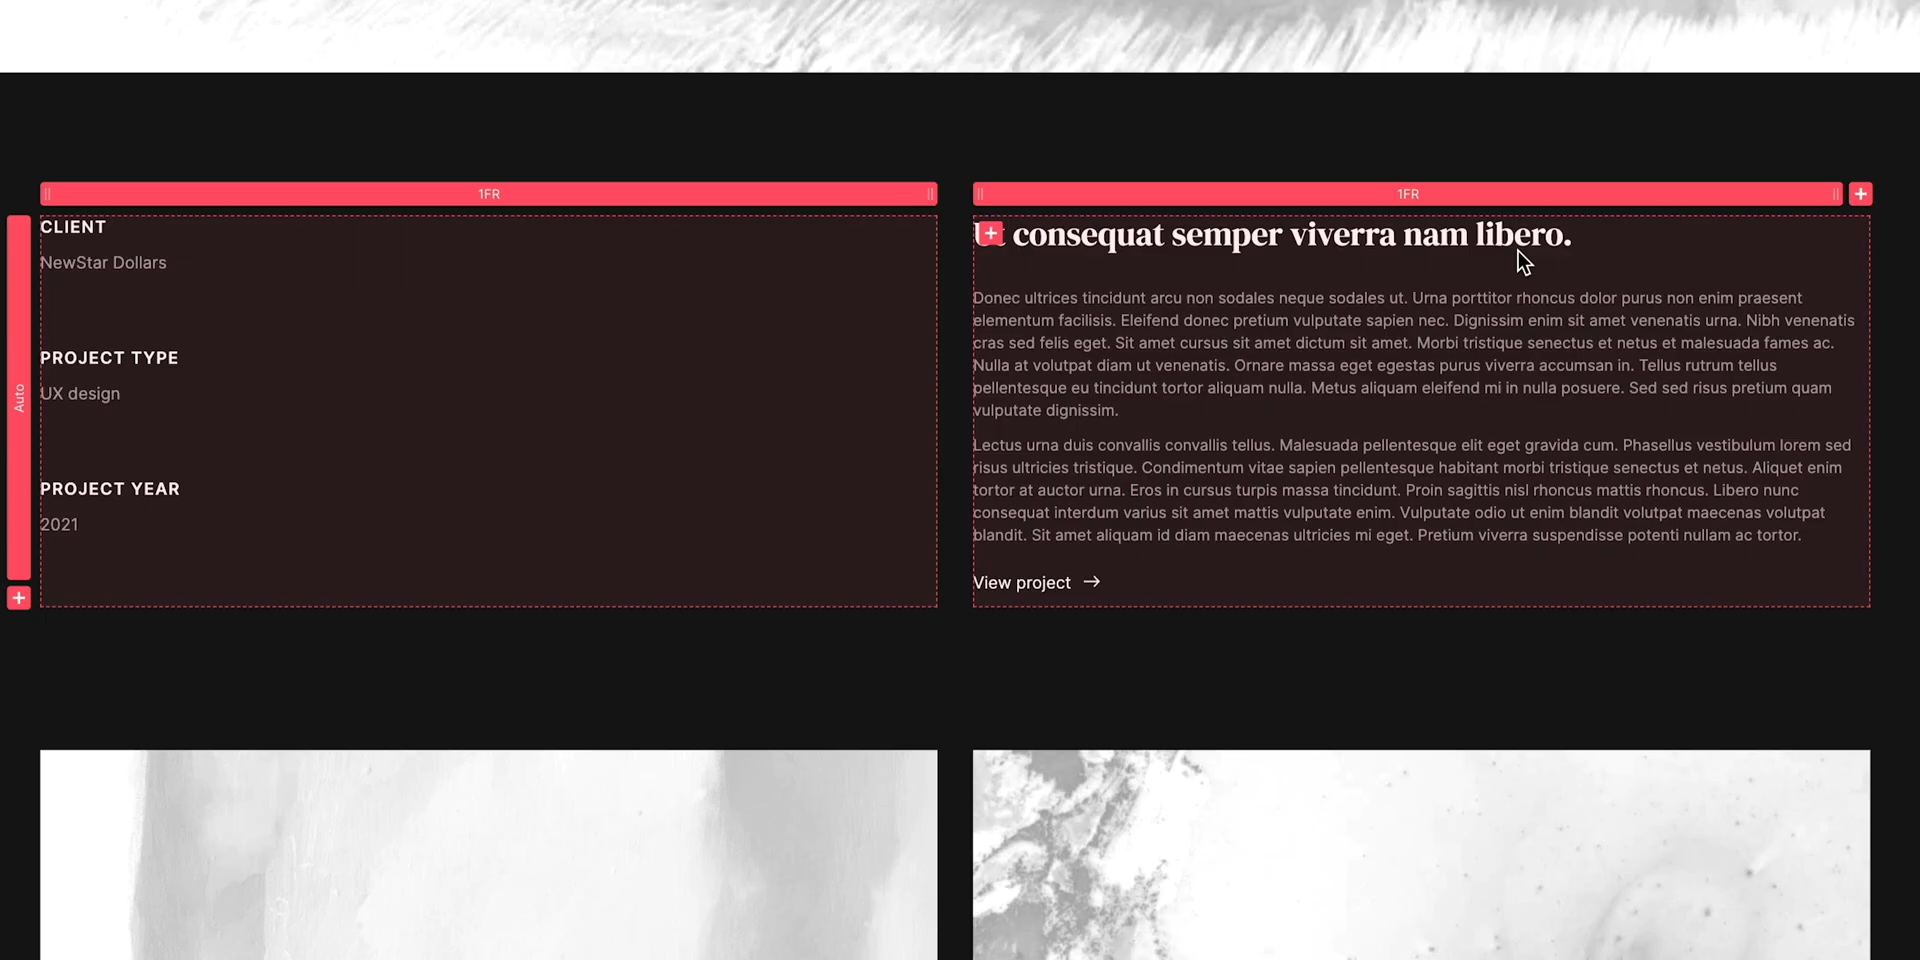 1FR
1FR
CLIENT
NewStar Dollars
PROJECT TYPE
UX design
PROJECT YEAR
2021
Auto
consequat semper viverra nam libero.
Donec ultrices tincidunt arcu non sodales neque sodales ut. Urna porttitor rhoncus dolor purus non enim praesent
elementum facilisis. Eleifend donec pretium vulputate sapien nec. Dignissim enim sit amet venenatis urna. Nibh venenatis
cras sed felis eget. Sit amet cursus sit amet dictum sit amet. Morbi tristique senectus et netus et malesuada fames ac.
Nulla at volutpat diam ut venenatis. Ornare massa eget egestas purus viverra accumsan in. Tellus rutrum tellus
pellentesque eu tincidunt tortor aliquam nulla. Metus aliquam eleifend mi in nulla posuere. Sed sed risus pretium quam
vulputate dignissim.
Lectus urna duis convallis convallis tellus. Malesuada pellentesque elit eget gravida cum. Phasellus vestibulum lorem sed
risus ultricies tristique. Condimentum vitae sapien pellentesque habitant morbi tristique senectus et netus. Aliquet enim
tortor at auctor urna. Eros in cursus turpis massa tincidunt. Proin sagittis nisl rhoncus mattis rhoncus. Libero nunc
consequat interdum varius sit amet mattis vulputate enim. Vulputate odio ut enim blandit volutpat maecenas volutpat
blandit. Sit amet aliquam id diam maecenas ultricies mi eget. Pretium viverra suspendisse potenti nullam ac tortor.
View project →